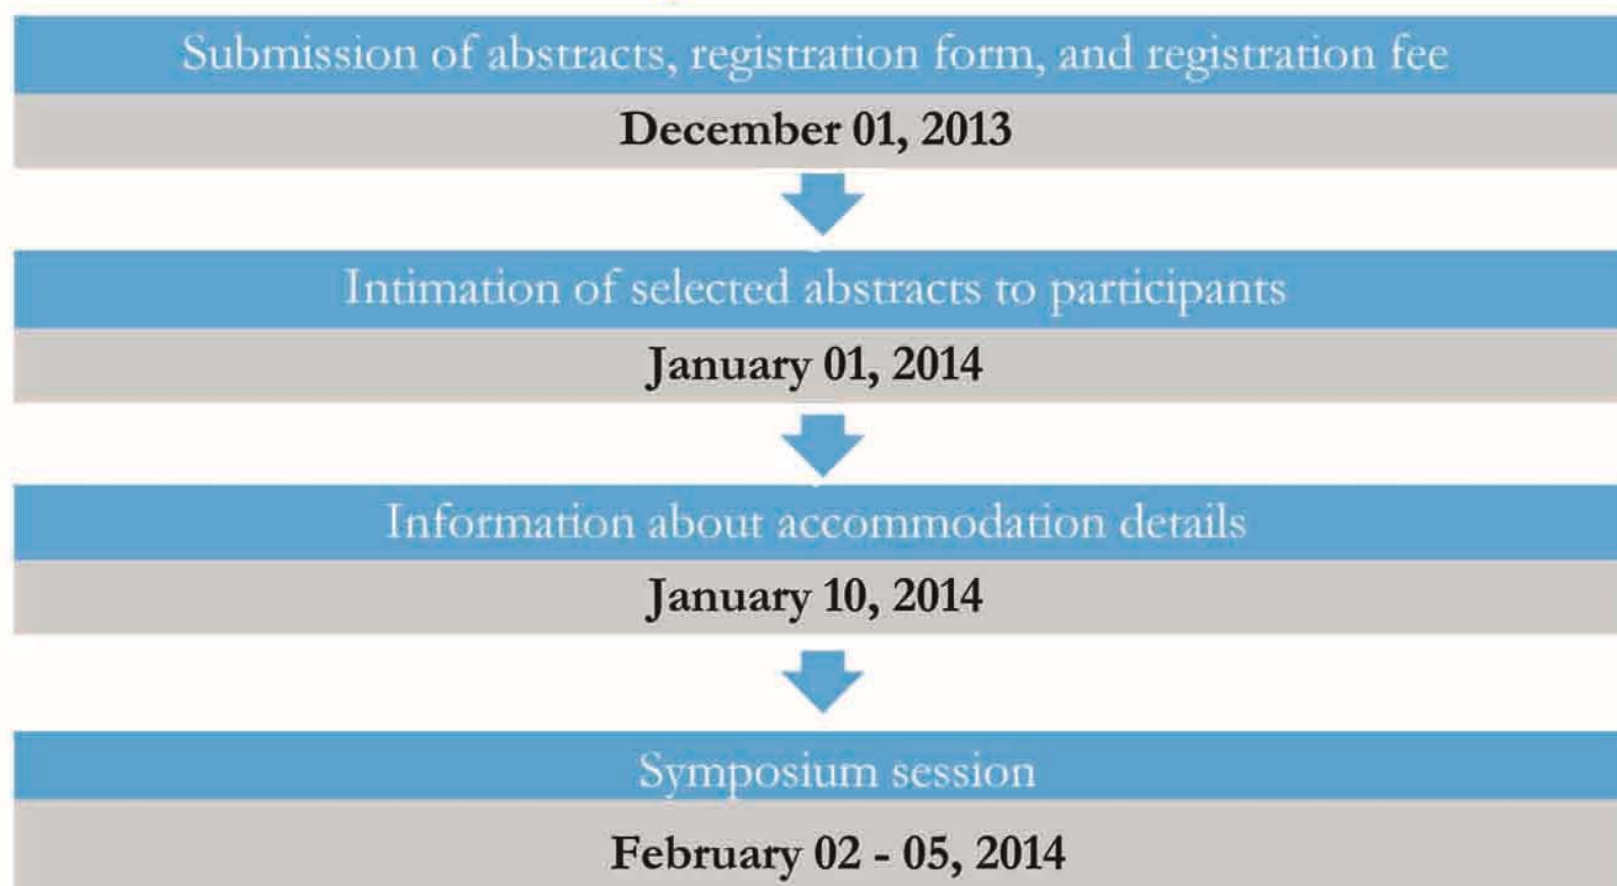 Submission of abstracts, registration form, and registration fee
December 01, 2013
Intimation of selected abstracts to participants
January 01, 2014
Information about accommodation details
January 10, 2014
Symposium session
February 02 - 05, 2014